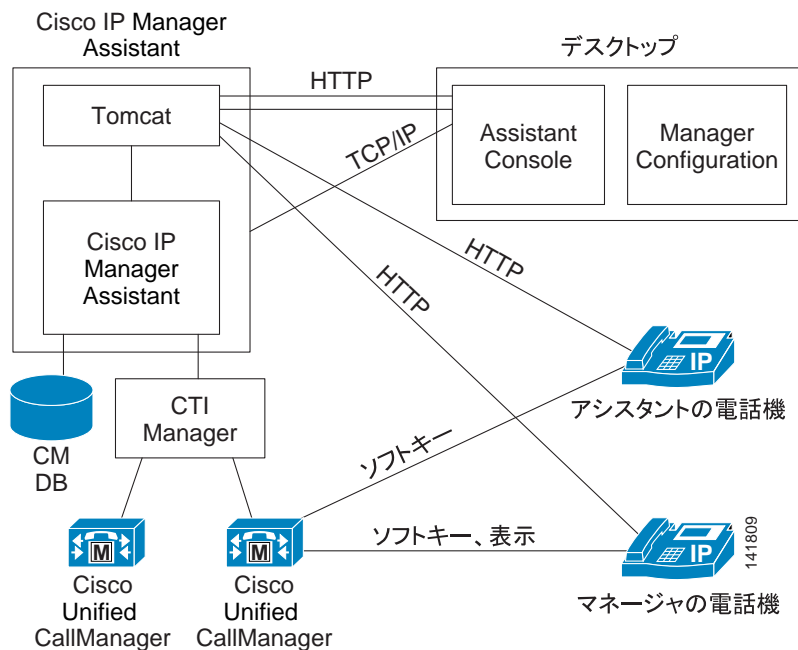 Cisco IP Manager
Assistant
デスクトップ
HTTP
Tomcat
Assistant
Console
Manager
Configuration
TCP/IP
Cisco IP
Manager
Assistant
HTTP
HTTP
IP
アシスタントの電話機
CTI
Manager
CM
DB
ソフトキー
M
M
ソフトキー、表示
IP
141809
Cisco
Unified
CallManager
Cisco
Unified
CallManager
マネージャの電話機